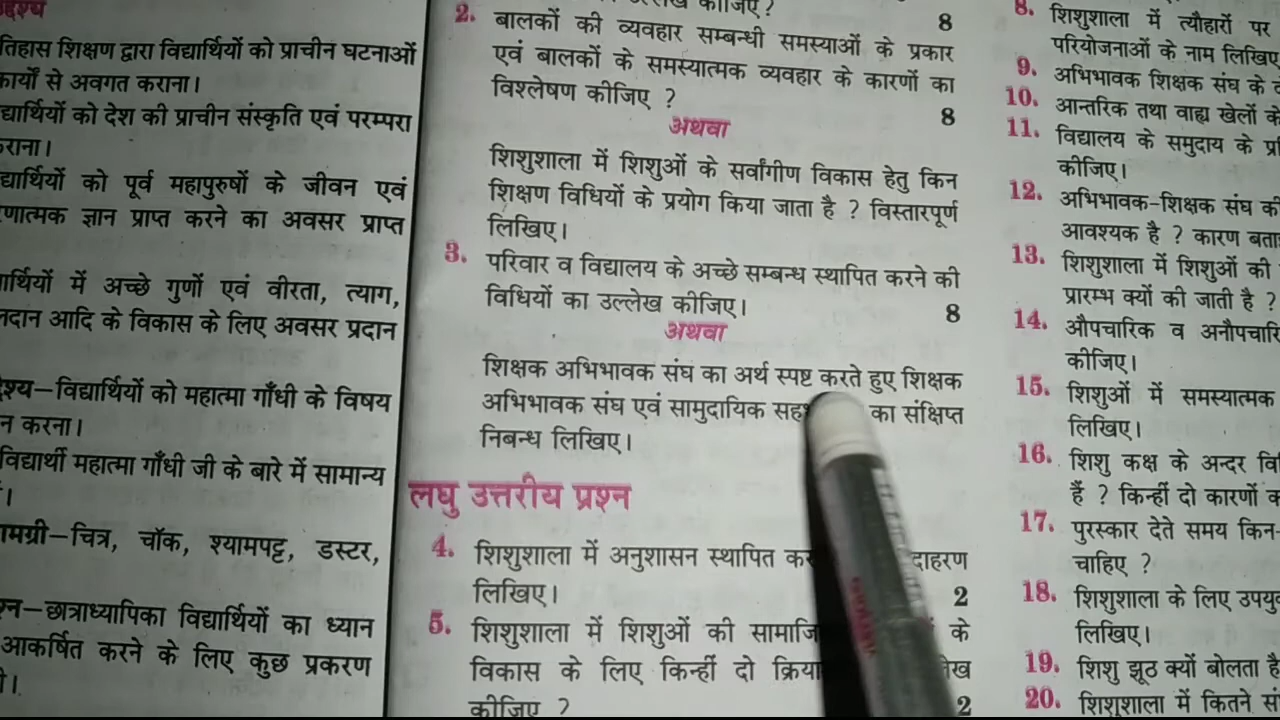 उद्देश्य
तिहास शिक्षण द्वारा विद्यार्थियों को प्राचीन घटनाओं
कार्यों से अवगत कराना।
द्यार्थियों को देश की प्राचीन संस्कृति एवं परम्परा
कराना।
द्यार्थियों को पूर्व महापुरुषों के जीवन एवं
णात्मक ज्ञान प्राप्त करने का अवसर प्राप्त
ार्थियों में अच्छे गुणों एवं वीरता, त्याग,
लदान आदि के विकास के लिए अवसर प्रदान
द्देश्य—विद्यार्थियों को महात्मा गाँधी के विषय
न करना।
विद्यार्थी महात्मा गाँधी जी के बारे में सामान्य
ामग्री—चित्र, चॉक, श्यामपट्ट, डस्टर,
श्न—छात्राध्यापिका विद्यार्थियों का ध्यान
आकर्षित करने के लिए कुछ प्रकरण
कीजिए?
8
2. बालकों की व्यवहार सम्बन्धी समस्याओं के प्रकार
एवं बालकों के समस्यात्मक व्यवहार के कारणों का
विश्लेषण कीजिए ? 8
अथवा
शिशुशाला में शिशुओं के सर्वांगीण विकास हेतु किन
शिक्षण विधियों के प्रयोग किया जाता है ? विस्तारपूर्ण
लिखिए।
3. परिवार व विद्यालय के अच्छे सम्बन्ध स्थापित करने की
विधियों का उल्लेख कीजिए। 8
अथवा
शिक्षक अभिभावक संघ का अर्थ स्पष्ट करते हुए शिक्षक
अभिभावक संघ एवं सामुदायिक सह का संक्षिप्त
निबन्ध लिखिए।
लघु उत्तरीय प्रश्न
4. शिशुशाला में अनुशासन स्थापित कर दाहरण
लिखिए। 2
5. शिशुशाला में शिशुओं की सामाजि के
विकास के लिए किन्हीं दो क्रिया लेख
कीजिए ? 2
8. शिशुशाला में त्यौहारों पर
परियोजनाओं के नाम लिखिए
9. अभिभावक शिक्षक संघ के
10. आन्तरिक तथा वाह्य खेलों के
11. विद्यालय के समुदाय के प्र
कीजिए।
12. अभिभावक-शिक्षक संघ की
आवश्यक है ? कारण बता
13. शिशुशाला में शिशुओं की
प्रारम्भ क्यों की जाती है ?
14. औपचारिक व अनौपचारि
कीजिए।
15. शिशुओं में समस्यात्मक
लिखिए।
16. शिशु कक्ष के अन्दर वि
हैं ? किन्हीं दो कारणों क
17. पुरस्कार देते समय किन-
चाहिए ?
18. शिशुशाला के लिए उपयु
लिखिए।
19. शिशु झूठ क्यों बोलता है
20. शिशुशाला में कितने सं